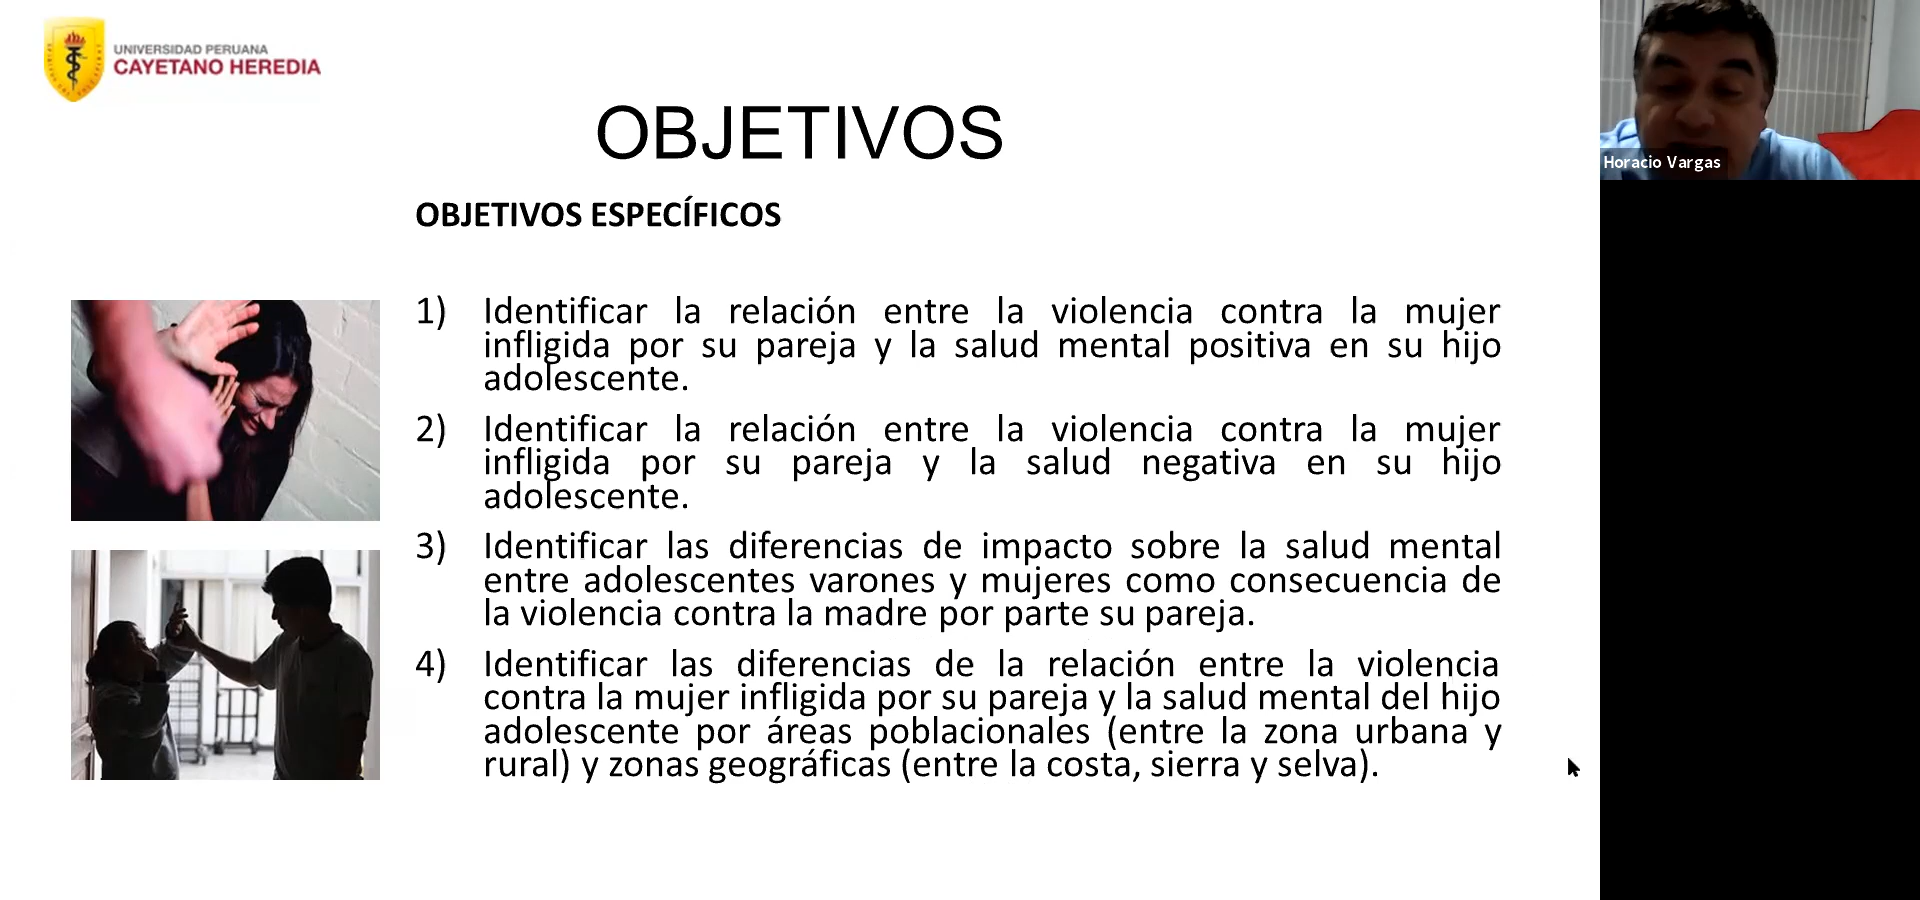 UNIVERSIDAD PERUANA
CAYETANO HEREDIA
OBJETIVOS
Horacio Vargas
OBJETIVOS ESPECÍFICOS
1) Identificar la relación entre la violencia contra la mujer
infligida por su pareja y la salud mental positiva en su hijo
adolescente.
2) Identificar la relación entre la violencia contra la mujer
infligida por su pareja y la salud negativa en su hijo
adolescente.
3) Identificar las diferencias de impacto sobre la salud mental
entre adolescentes varones y mujeres como consecuencia de
la violencia contra la madre por parte su pareja.
4) Identificar las diferencias de la relación entre la violencia
contra la mujer infligida por su pareja y la salud mental del hijo
adolescente por áreas poblacionales (entre la zona urbana y
rural) y zonas geográficas (entre la costa, sierra y selva).